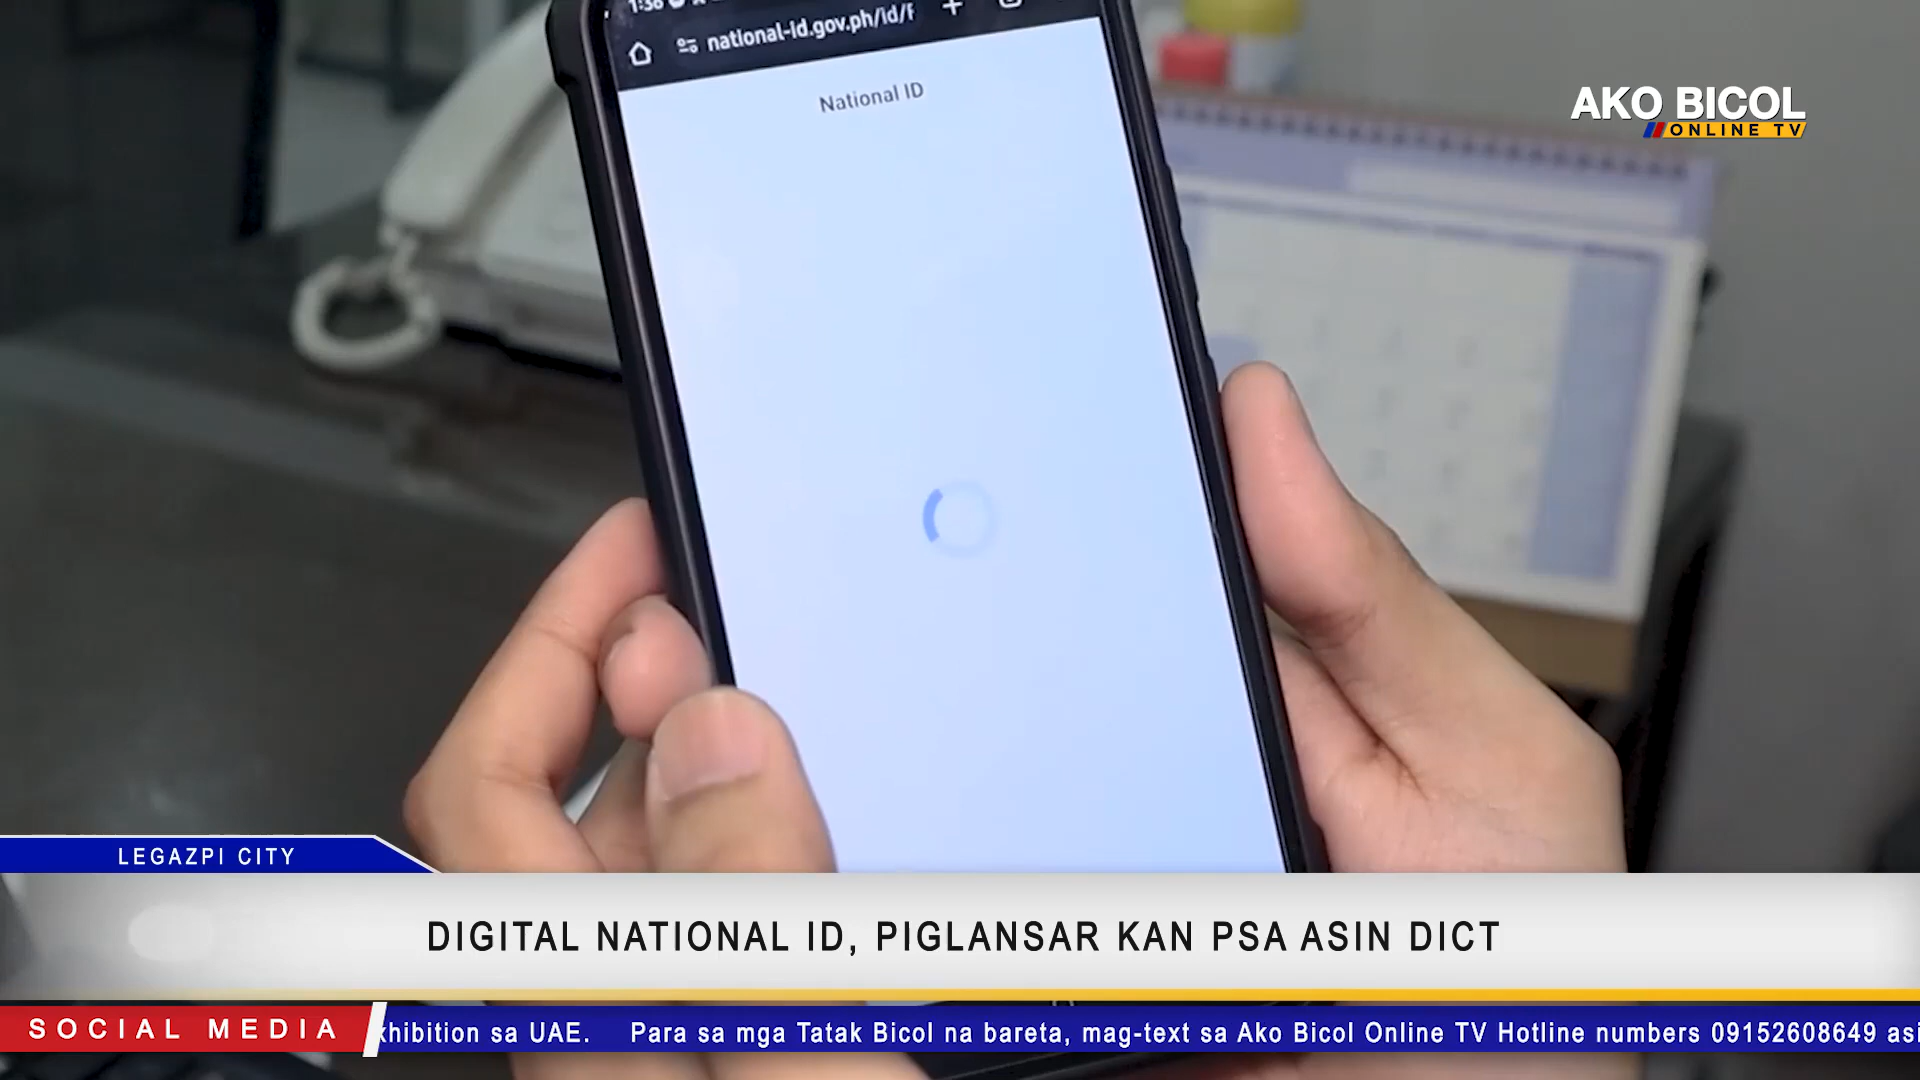 1:36
national-id.gov.ph/id/f
National ID
AKO BICOL
ONLINE TV
LEGAZPI CITY
DIGITAL NATIONAL ID, PIGLANSAR KAN PSA ASIN DICT
SOCIAL MEDIA
xhibition sa UAE. Para sa mga Tatak Bicol na bareta, mag-text sa Ako Bicol Online TV Hotline numbers 09152608649 asi